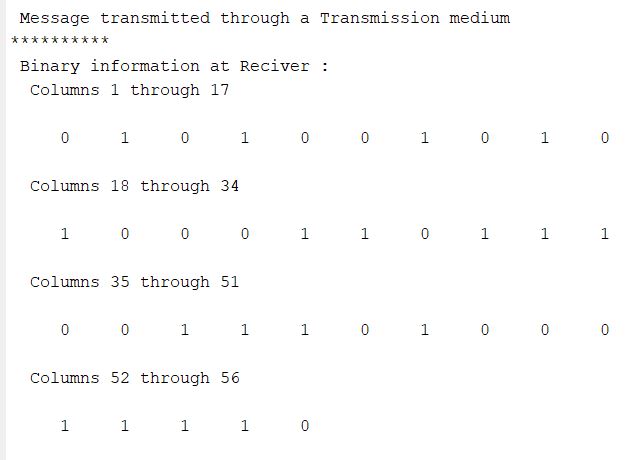 Message transmitted through a Transmission medium
**********
Binary information at Reciver :
Columns 1 through 17
0 1 0 1 0 0 1 0 1 0
Columns 18 through 34
1 0 0 0 1 1 0 1 1 1
Columns 35 through 51
0 0 1 1 1 0 1 0 0 0
Columns 52 through 56
1 1 1 1 0